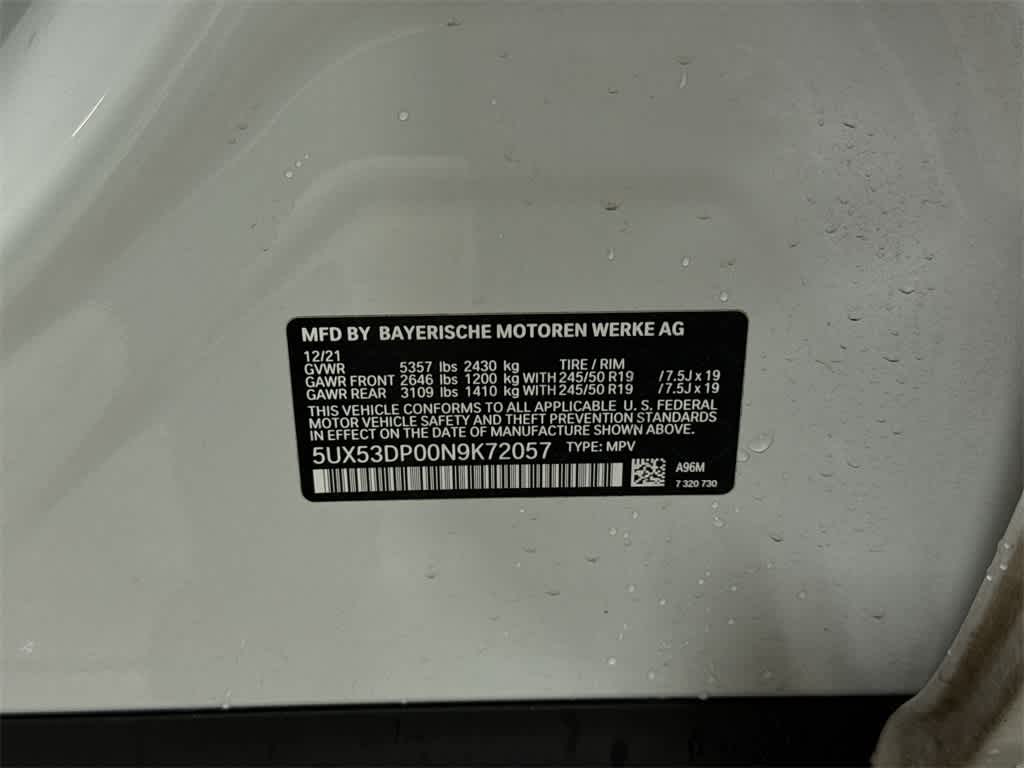 MFD BY BAYERISCHE MOTOREN WERKE AG
12/21
GVWR 5357 lbs 2430 kg TIRE / RIM
GAWR FRONT 2646 lbs 1200 kg WITH 245/50 R19 / 7.5J x 19
GAWR REAR 3109 lbs 1410 kg WITH 245/50 R19 / 7.5J x 19
THIS VEHICLE CONFORMS TO ALL APPLICABLE U. S. FEDERAL
MOTOR VEHICLE SAFETY AND THEFT PREVENTION STANDARDS
IN EFFECT ON THE DATE OF MANUFACTURE SHOWN ABOVE.
5UX53DP00N9K72057 TYPE: MPV
A96M
7 320 730